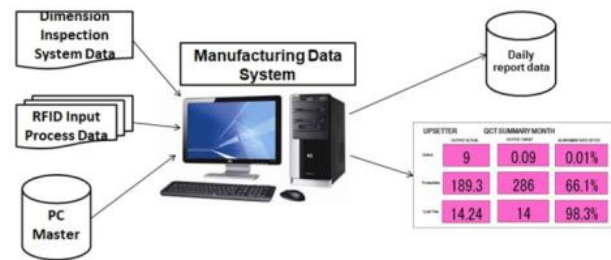 Dimension
Inspection
System Data
Manufacturing Data
System
Daily
report data
RFID Input
Process Data
PC
Master
UPSETTER QCT SUMMARY MONTH
9 0.09 0.01%
189.3 286 66.1%
14.24 14 98.3%